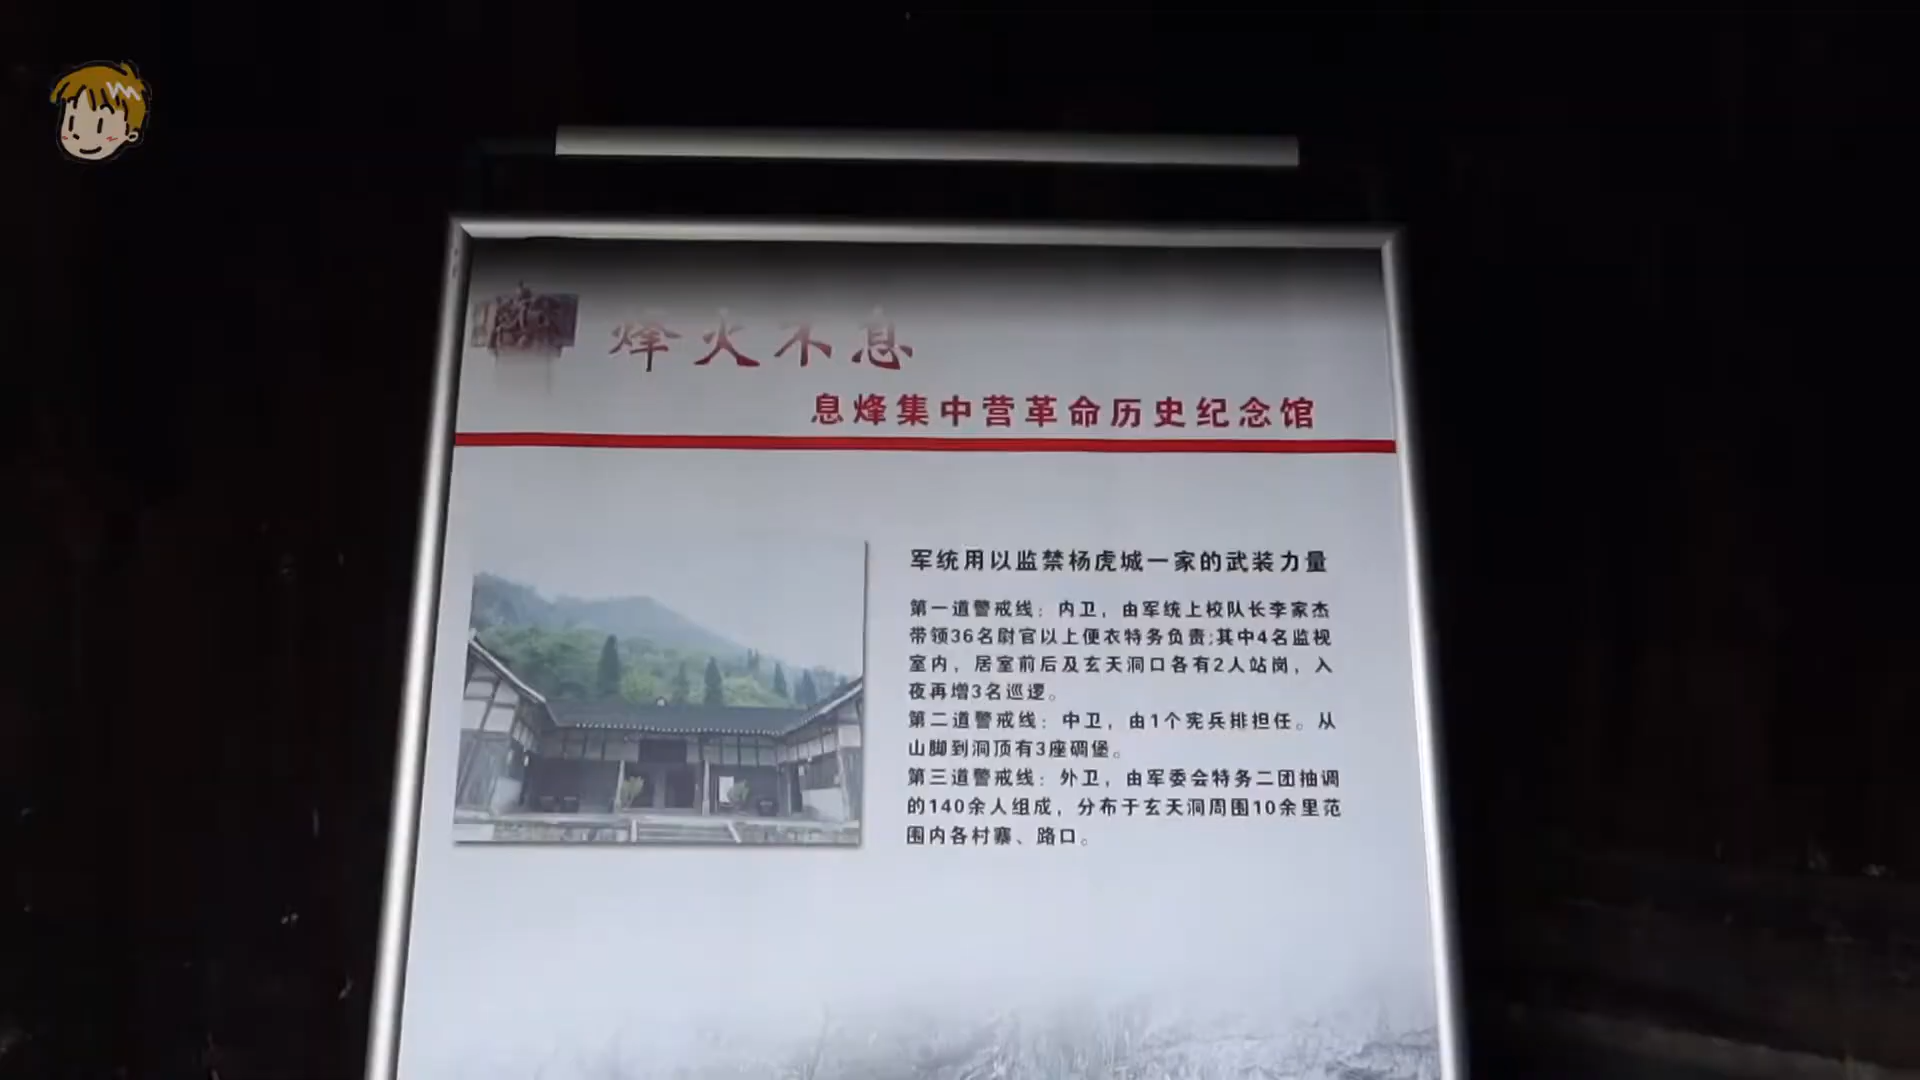 烽火不息
息烽集中营革命历史纪念馆
军统用以监禁杨虎城一家的武装力量
第一道警戒线：内卫，由军统上校队长李家杰
带领36名尉官以上便衣特务负责;其中4名监视
室内，居室前后及玄天洞口各有2人站岗，入
夜再增3名巡逻。
第二道警戒线：中卫，由1个宪兵排担任。从
山脚到洞顶有3座碉堡。
第三道警戒线：外卫，由军委会特务二团抽调
的140余人组成，分布于玄天洞周围10余里范
围内各村寨、路口。